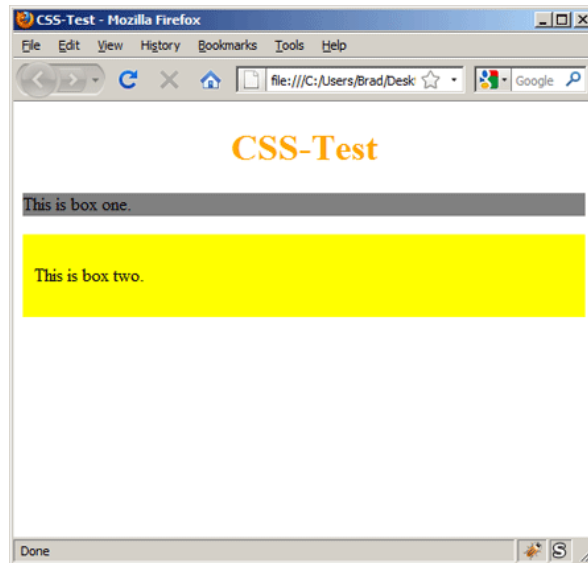 CSS-Test - Mozilla Firefox
File Edit View History Bookmarks Tools Help
file:///C:/Users/Brad/Desk Google
CSS-Test
This is box one.
This is box two.
Done S